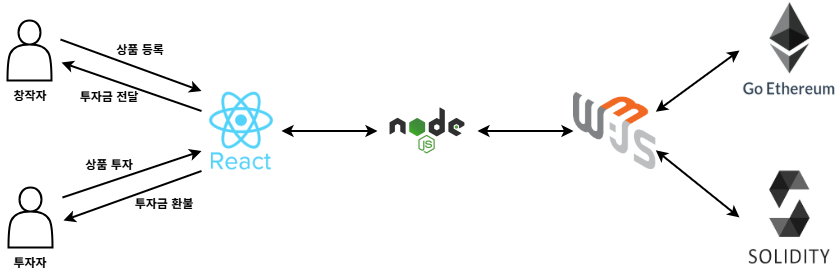 상품 등록
투자금 전달
창작자
Go Ethereum
node
JS
W3JS
React
상품 투자
투자금 환불
투자자
SOLIDITY